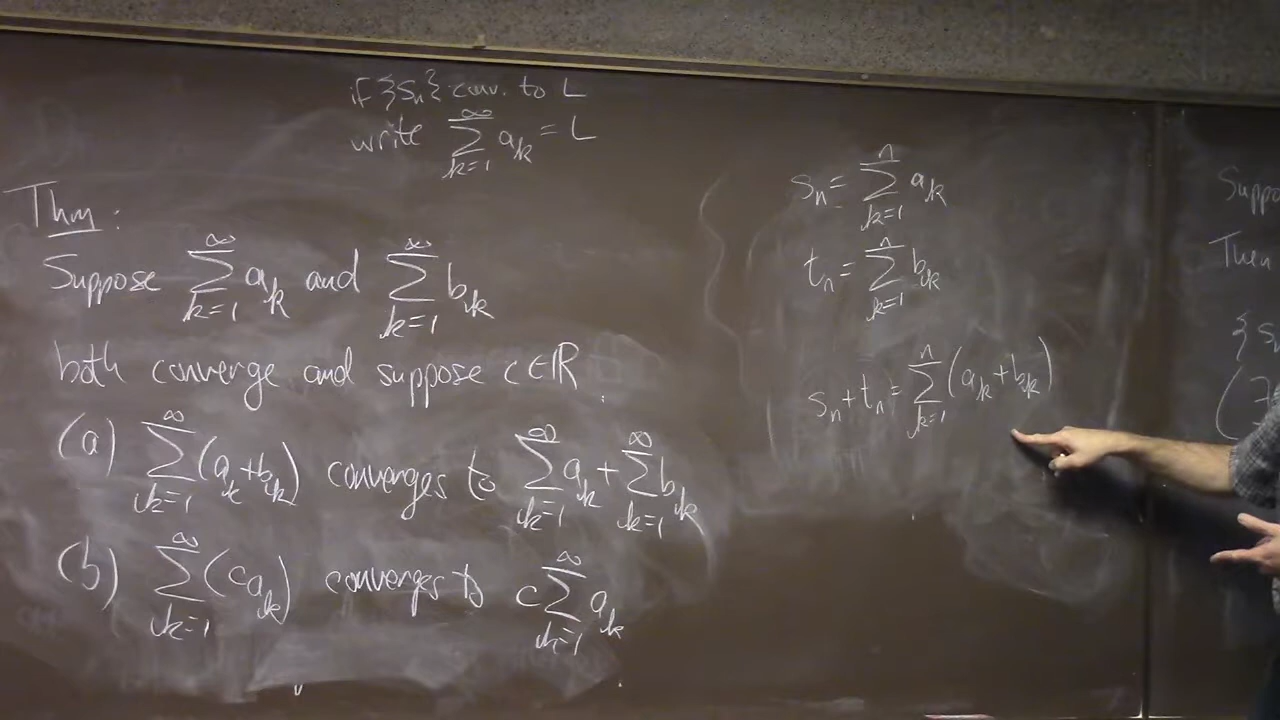 if {Sn} conv. to L
write ∑_{k=1}^{∞} a_k = L
Thm:
Suppose ∑_{k=1}^{∞} a_k and ∑_{k=1}^{∞} b_k
both converge and suppose c∈ℝ.
(a) ∑_{k=1}^{∞} (a_k+b_k) converges to ∑_{k=1}^{∞} a_k + ∑_{k=1}^{∞} b_k
(b) ∑_{k=1}^{∞} (ca_k) converges to c∑_{k=1}^{∞} a_k
s_n = ∑_{k=1}^{n} a_k
t_n = ∑_{k=1}^{n} b_k
s_n+t_n = ∑_{k=1}^{n} (a_k+b_k)
Then